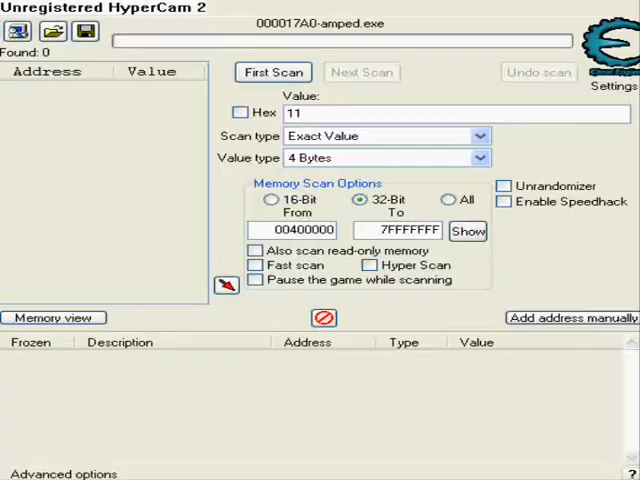 Unregistered HyperCam 2
000017A0-amped.exe
Found: 0
Address Value
First Scan Next Scan Undo scan
Settings
Value:
Hex 11
Scan type Exact Value
Value type 4 Bytes
Memory Scan Options
16-Bit 32-Bit All
From To
00400000 7FFFFFFF Show
Unrandomizer
Enable Speedhack
Also scan read-only memory
Fast scan Hyper Scan
Pause the game while scanning
Memory view Add address manually
Frozen Description Address Type Value
Advanced options ?